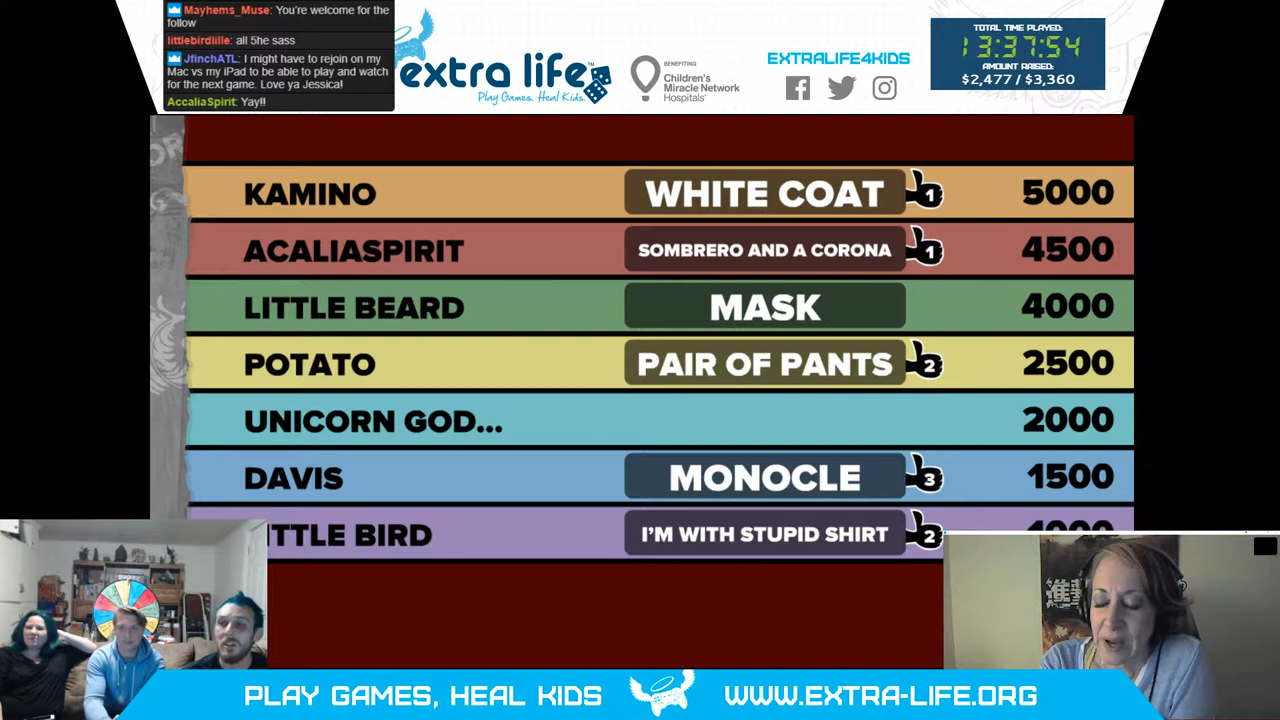 Mayhems_Muse: You're welcome for the
follow
littlebirdlille: all 5he sass
JfinchATL: I might have to rejoin on my
Mac vs my iPad to be able to play and watch
for the next game. Love ya Jessica!
AccaliaSpirit: Yay!!
extra life™
Play Games. Heal Kids.
BENEFITING
Children's
Miracle Network
Hospitals®
EXTRALIFE4KIDS
TOTAL TIME PLAYED:
13:37:54
AMOUNT RAISED:
$2,477 / $3,360
KAMINO WHITE COAT 1 5000
ACALIASPIRIT SOMBRERO AND A CORONA 1 4500
LITTLE BEARD MASK 4000
POTATO PAIR OF PANTS 2 2500
UNICORN GOD... 2000
DAVIS MONOCLE 3 1500
ITTLE BIRD I'M WITH STUPID SHIRT 2 1000
進撃
PLAY GAMES, HEAL KIDS WWW.EXTRA-LIFE.ORG